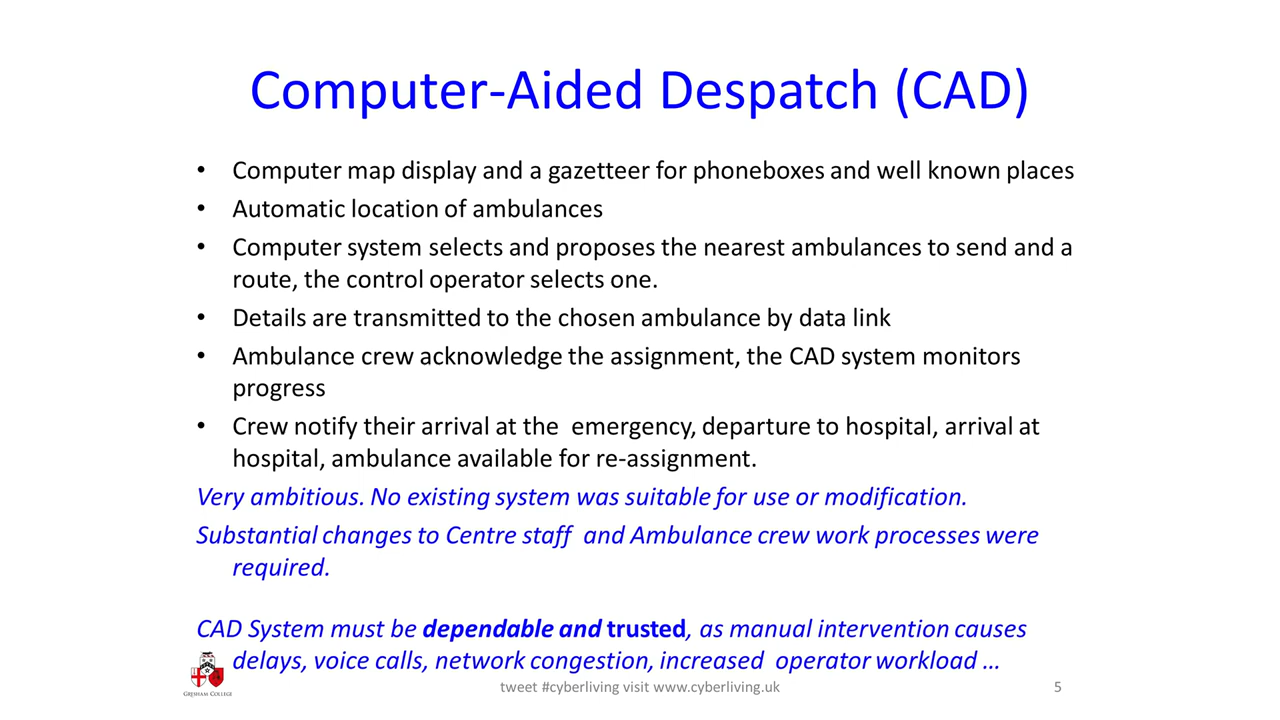 Computer-Aided Despatch (CAD)
• Computer map display and a gazetteer for phoneboxes and well known places
• Automatic location of ambulances
• Computer system selects and proposes the nearest ambulances to send and a
route, the control operator selects one.
• Details are transmitted to the chosen ambulance by data link
• Ambulance crew acknowledge the assignment, the CAD system monitors
progress
• Crew notify their arrival at the emergency, departure to hospital, arrival at
hospital, ambulance available for re-assignment.
Very ambitious. No existing system was suitable for use or modification.
Substantial changes to Centre staff and Ambulance crew work processes were
required.
CAD System must be dependable and trusted, as manual intervention causes
delays, voice calls, network congestion, increased operator workload …
GRESHAM COLLEGE
tweet #cyberliving visit www.cyberliving.uk
5